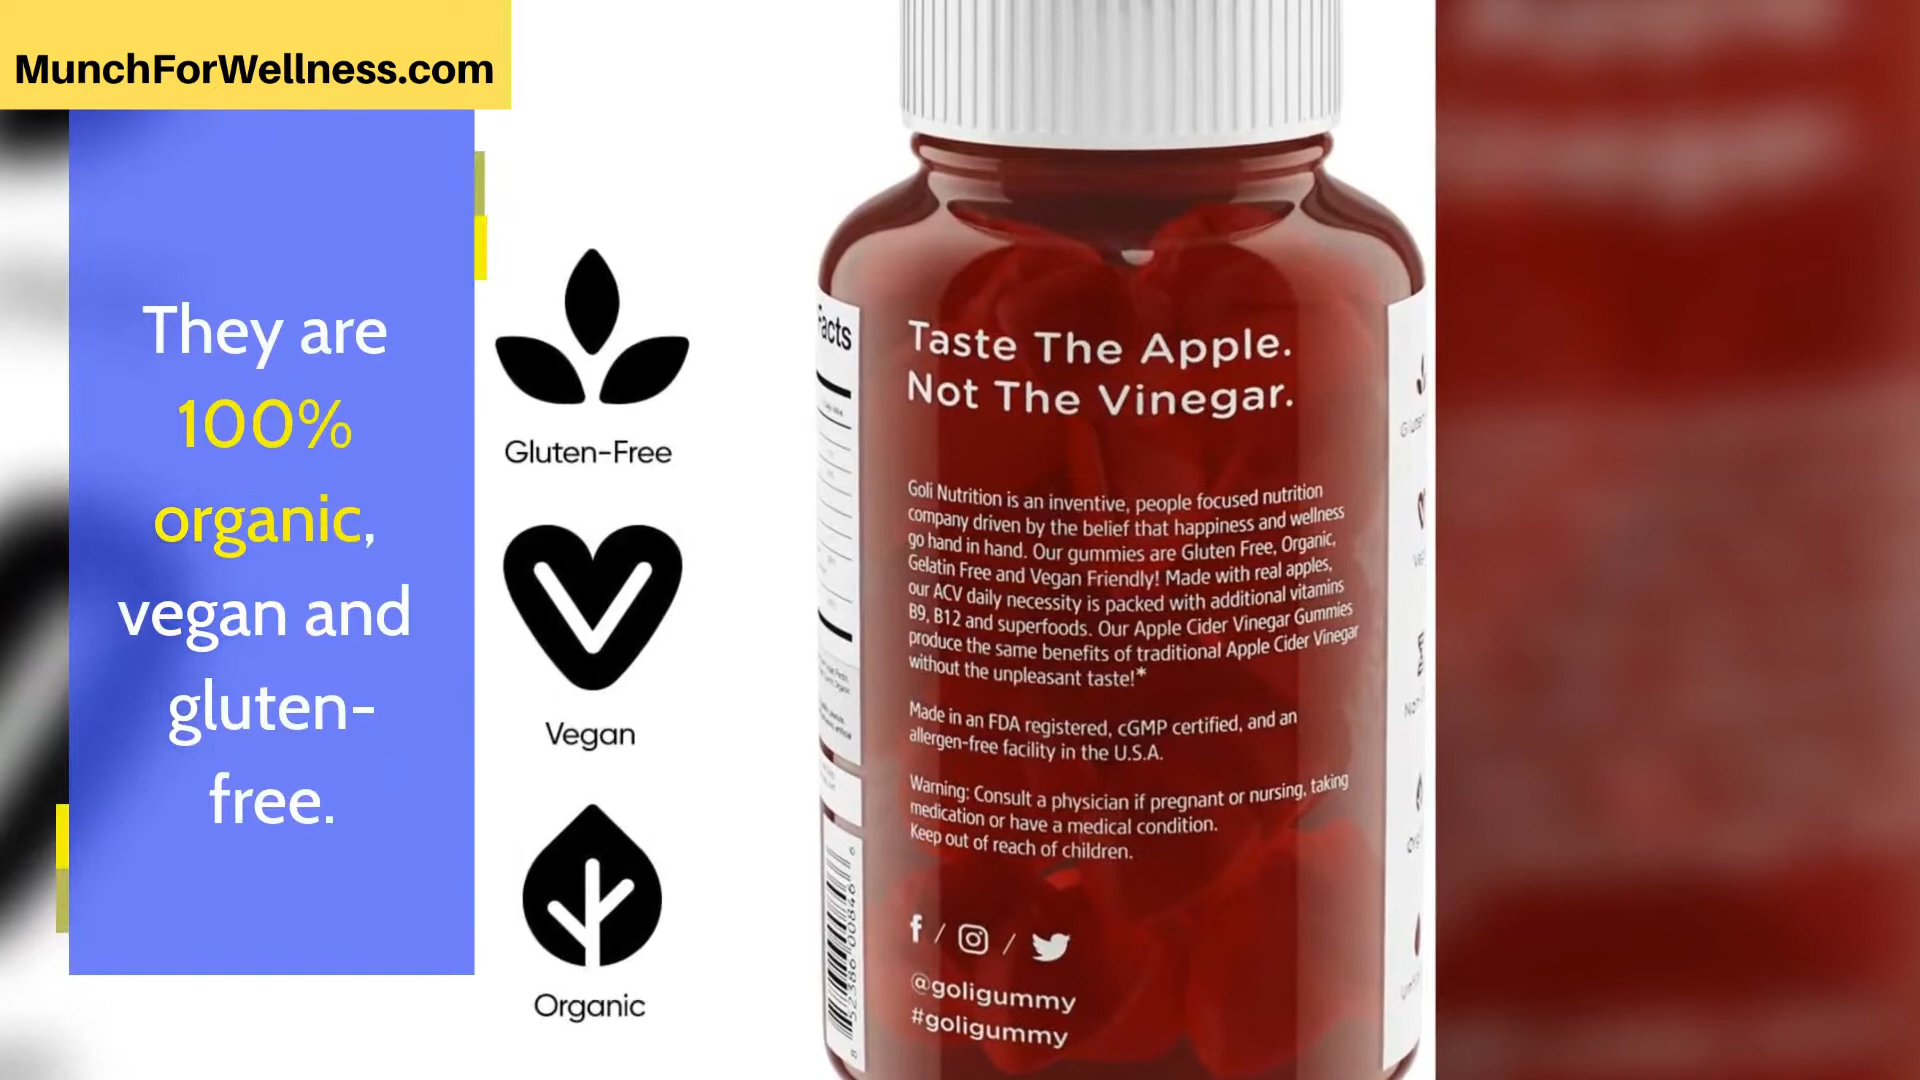 MunchForWellness.com
They are
100%
organic,
vegan and
gluten-
free.
Gluten-Free
Vegan
Organic
Facts
Taste The Apple.
Not The Vinegar.
Goli Nutrition is an inventive, people focused nutrition
company driven by the belief that happiness and wellness
go hand in hand. Our gummies are Gluten Free, Organic,
Gelatin Free and Vegan Friendly! Made with real apples,
our ACV daily necessity is packed with additional vitamins
B9, B12 and superfoods. Our Apple Cider Vinegar Gummies
produce the same benefits of traditional Apple Cider Vinegar
without the unpleasant taste!*
Made in an FDA registered, cGMP certified, and an
allergen-free facility in the U.S.A.
Warning: Consult a physician if pregnant or nursing, taking
medication or have a medical condition.
Keep out of reach of children.
@goligummy
#goligummy